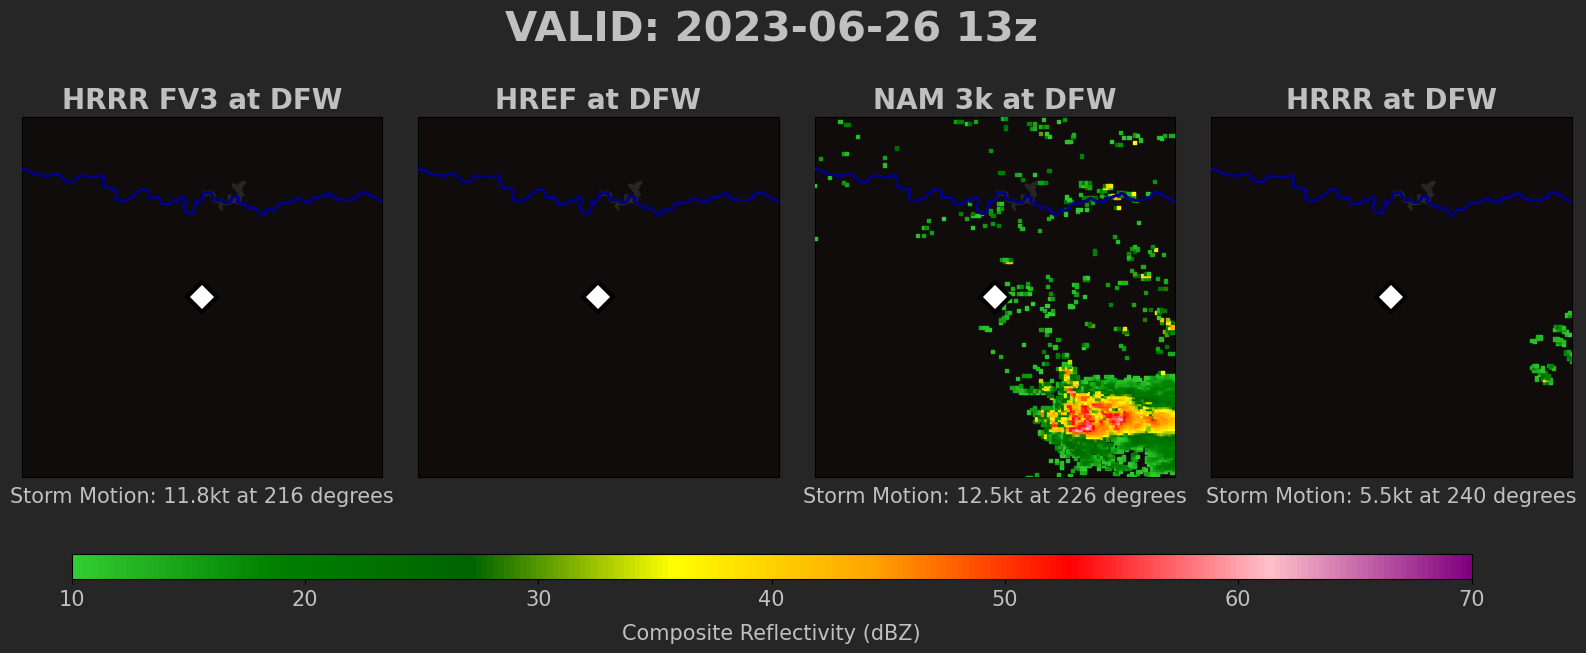 VALID: 2023-06-26 13z
HRRR FV3 at DFW
HREF at DFW
NAM 3k at DFW
HRRR at DFW
Storm Motion: 11.8kt at 216 degrees
Storm Motion: 12.5kt at 226 degrees
Storm Motion: 5.5kt at 240 degrees
10 20 30 40 50 60 70
Composite Reflectivity (dBZ)